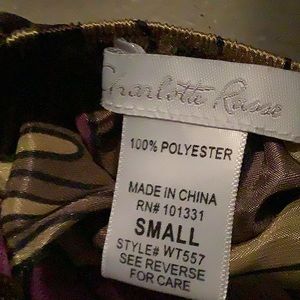 Charlotte Russe
100% POLYESTER
MADE IN CHINA
RN# 101331
SMALL
STYLE# WT557
SEE REVERSE
FOR CARE